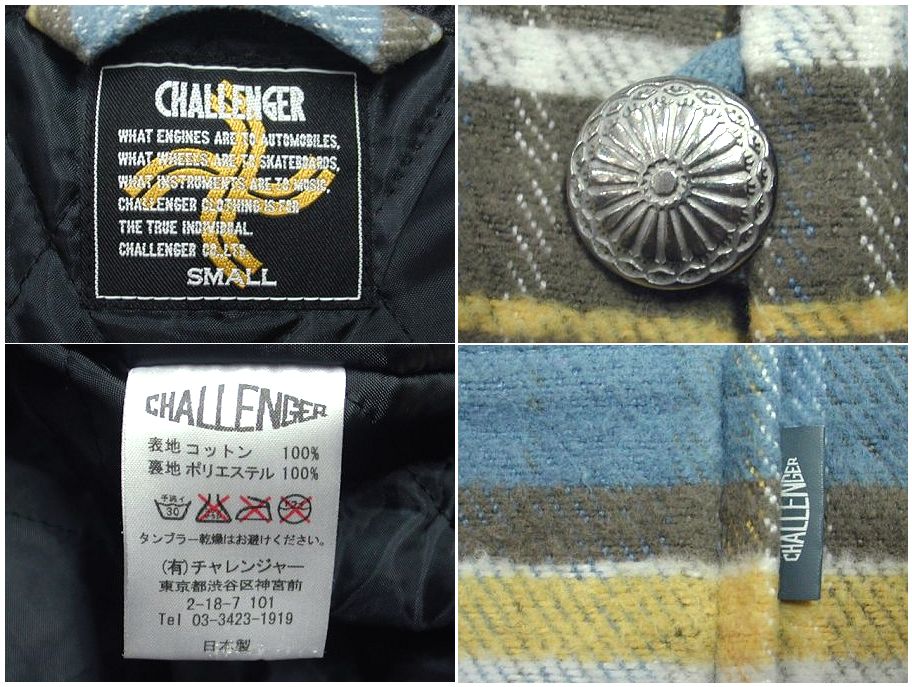 CHALLENGER
WHAT ENGINES ARE TO AUTOMOBILES,
WHAT WHEELS ARE TO SKATEBOARDS,
WHAT INSTRUMENTS ARE TO MUSIC,
CHALLENGER CLOTHING IS FOR
THE TRUE INDIVIDUAL.
CHALLENGER CO.,LTD.
SMALL
CHALLENGER
表地 コットン 100%
裏地 ポリエステル 100%
手洗イ
30
タンブラー乾燥はお避けください。
(有)チャレンジャー
東京都渋谷区神宮前
2-18-7 101
Tel 03-3423-1919
日本製
CHALLENGER